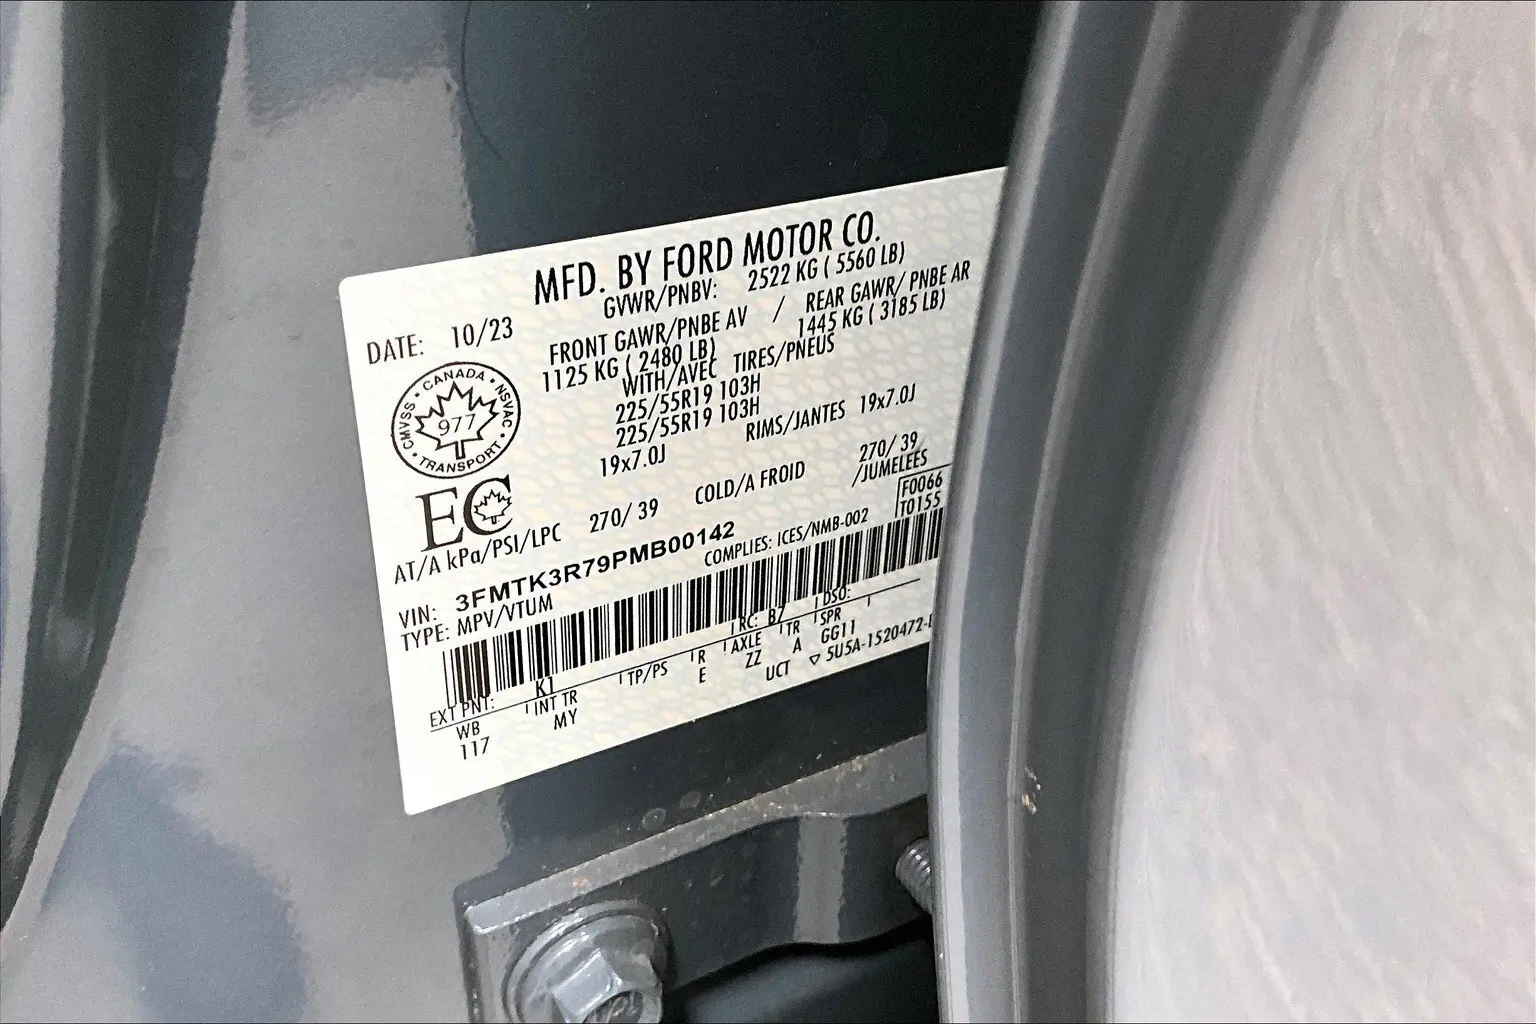 MFD. BY FORD MOTOR CO.
DATE: 10/23
GVWR/PNBV: 2522 KG ( 5560 LB)
FRONT GAWR/PNBE AV / REAR GAWR/ PNBE AR
1125 KG ( 2480 LB) 1445 KG ( 3185 LB)
WITH/AVEC TIRES/PNEUS
225/55R19 103H
225/55R19 103H
19x7.0J RIMS/JANTES 19x7.0J
CMVSS • CANADA • NSVAC • TRANSPORT •
977
EC
AT/A kPa/PSI/LPC 270/ 39 COLD/A FROID 270/ 39
/JUMELÉES
VIN: 3FMTK3R79PMB00142
F0066
T0155
TYPE: MPV/VTUM COMPLIES: ICES/NMB-002
EXT PNT: K1 RC: B7 DSO:
WB INT TR TP/PS R AXLE TR SPR
117 MY E ZZ A GG11
UCT ▽ 5U5A-1520472-